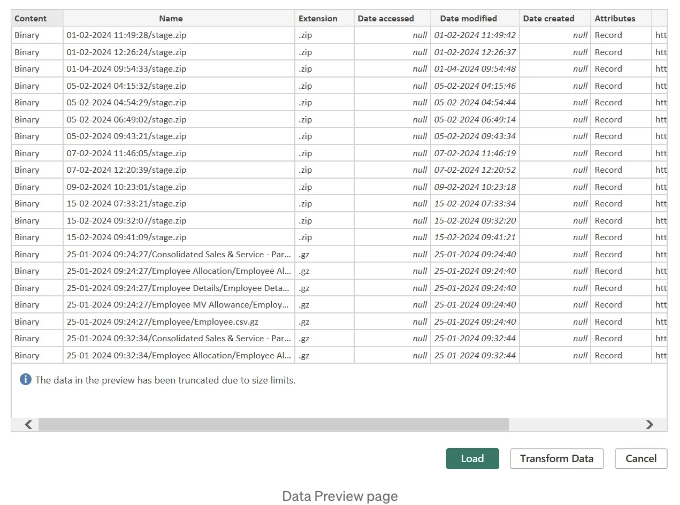 Content Name Extension Date accessed Date modified Date created Attributes
Binary 01-02-2024 11:49:28/stage.zip .zip null 01-02-2024 11:49:42 null Record htt
Binary 01-02-2024 12:26:24/stage.zip .zip null 01-02-2024 12:26:37 null Record htt
Binary 01-04-2024 09:54:33/stage.zip .zip null 01-04-2024 09:54:48 null Record htt
Binary 05-02-2024 04:15:32/stage.zip .zip null 05-02-2024 04:15:46 null Record htt
Binary 05-02-2024 04:54:29/stage.zip .zip null 05-02-2024 04:54:44 null Record htt
Binary 05-02-2024 06:49:02/stage.zip .zip null 05-02-2024 06:49:14 null Record htt
Binary 05-02-2024 09:43:21/stage.zip .zip null 05-02-2024 09:43:34 null Record htt
Binary 07-02-2024 11:46:05/stage.zip .zip null 07-02-2024 11:46:19 null Record htt
Binary 07-02-2024 12:20:39/stage.zip .zip null 07-02-2024 12:20:52 null Record htt
Binary 09-02-2024 10:23:01/stage.zip .zip null 09-02-2024 10:23:18 null Record htt
Binary 15-02-2024 07:33:21/stage.zip .zip null 15-02-2024 07:33:34 null Record htt
Binary 15-02-2024 09:32:07/stage.zip .zip null 15-02-2024 09:32:20 null Record htt
Binary 15-02-2024 09:41:09/stage.zip .zip null 15-02-2024 09:41:21 null Record htt
Binary 25-01-2024 09:24:27/Consolidated Sales & Service - Par... .gz null 25-01-2024 09:24:40 null Record htt
Binary 25-01-2024 09:24:27/Employee Allocation/Employee Al... .gz null 25-01-2024 09:24:40 null Record htt
Binary 25-01-2024 09:24:27/Employee Details/Employee Deta... .gz null 25-01-2024 09:24:40 null Record htt
Binary 25-01-2024 09:24:27/Employee MV Allowance/Employ... .gz null 25-01-2024 09:24:40 null Record htt
Binary 25-01-2024 09:24:27/Employee/Employee.csv.gz .gz null 25-01-2024 09:24:40 null Record htt
Binary 25-01-2024 09:32:34/Consolidated Sales & Service - Par... .gz null 25-01-2024 09:32:44 null Record htt
Binary 25-01-2024 09:32:34/Employee Allocation/Employee Al... .gz null 25-01-2024 09:32:44 null Record htt
The data in the preview has been truncated due to size limits.
Load Transform Data Cancel
Data Preview page